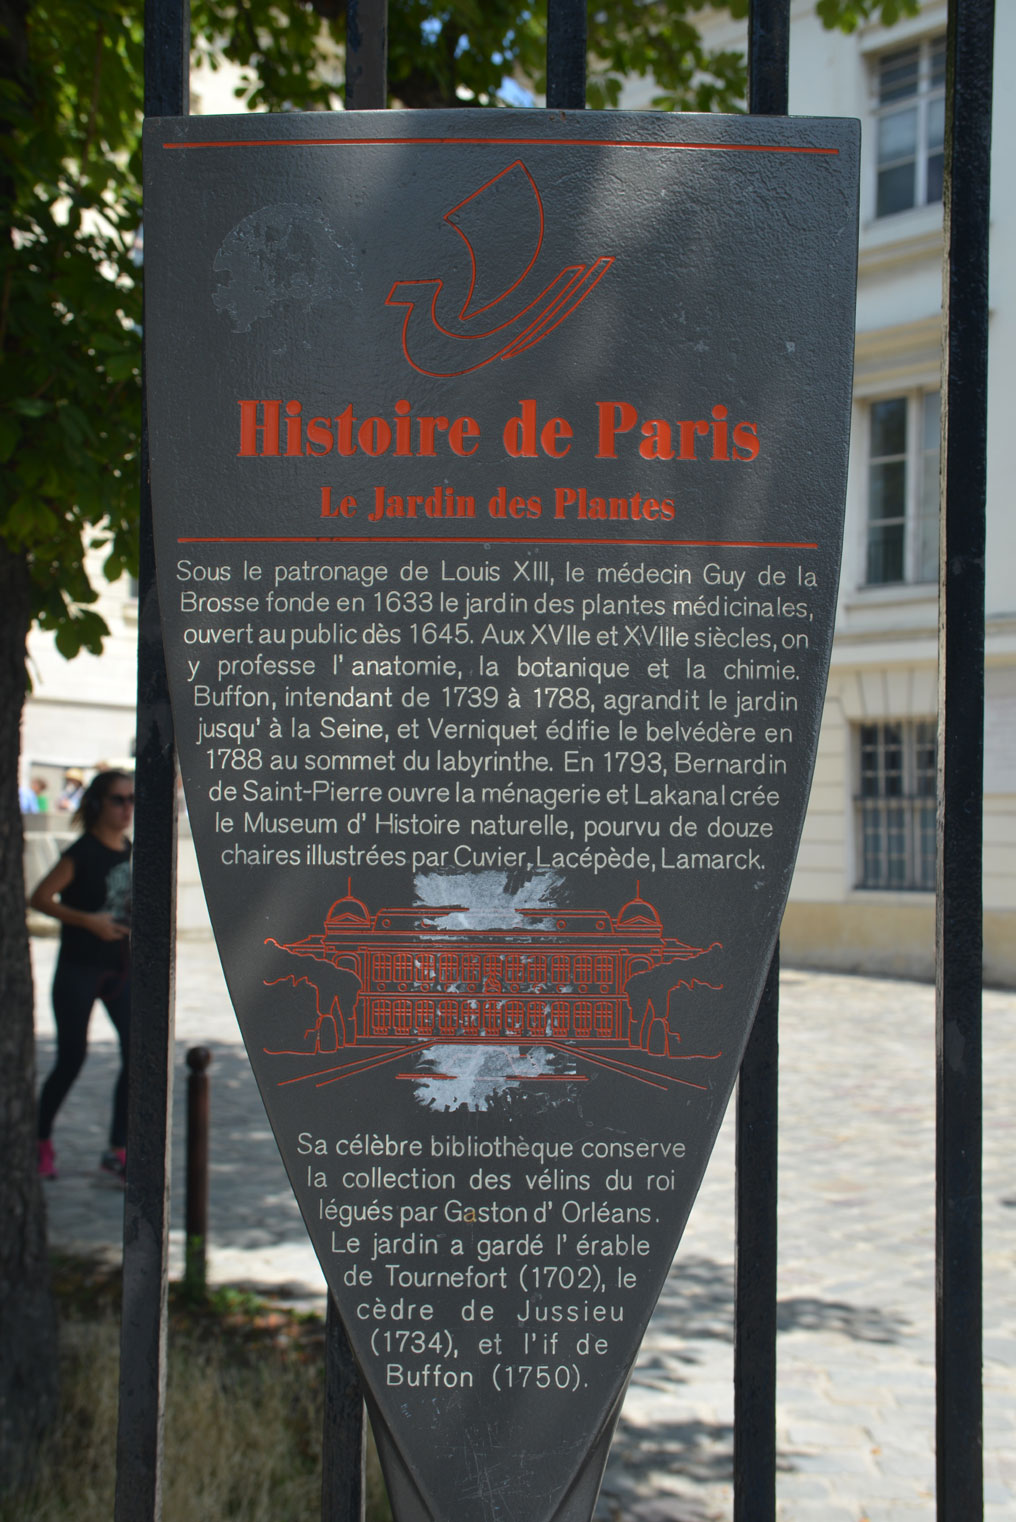 Histoire de Paris
Le Jardin des Plantes
Sous le patronage de Louis XIII, le médecin Guy de la
Brosse fonde en 1633 le jardin des plantes médicinales,
ouvert au public dès 1645. Aux XVIIe et XVIIIe siècles, on
y professe l' anatomie, la botanique et la chimie.
Buffon, intendant de 1739 à 1788, agrandit le jardin
jusqu' à la Seine, et Verniquet édifie le belvédère en
1788 au sommet du labyrinthe. En 1793, Bernardin
de Saint-Pierre ouvre la ménagerie et Lakanal crée
le Museum d' Histoire naturelle, pourvu de douze
chaires illustrées par Cuvier, Lacépède, Lamarck.
Sa célèbre bibliothèque conserve
la collection des vélins du roi
légués par Gaston d' Orléans.
Le jardin a gardé l' érable
de Tournefort (1702), le
cèdre de Jussieu
(1734), et l'if de
Buffon (1750).